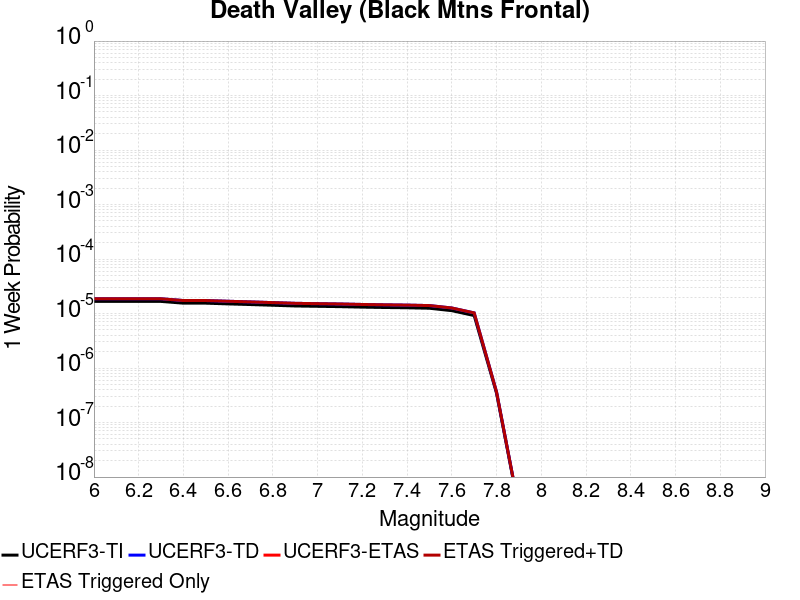 Death Valley (Black Mtns Frontal)
10^0
10^-1
10^-2
10^-3
10^-4
10^-5
10^-6
10^-7
10^-8
1 Week Probability
6 6.2 6.4 6.6 6.8 7 7.2 7.4 7.6 7.8 8 8.2 8.4 8.6 8.8 9
Magnitude
UCERF3-TI UCERF3-TD UCERF3-ETAS ETAS Triggered+TD
ETAS Triggered Only